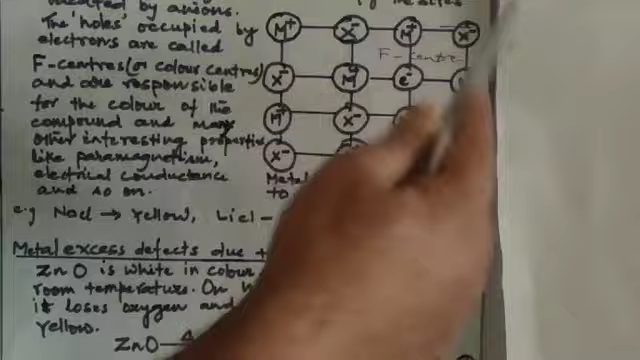 by anions.
The 'holes' occupied by
electrons are called
F-centres (or colour centres)
and are responsible
for the colour of the
compound and many
other interesting properties
like paramagnetism,
electrical conductance
and so on.
M+ X- M+ X-
F-centre
X- M+ e-
M+ X-
X-
Metal
to
e.g NaCl → Yellow, LiCl -
Metal excess defects due
ZnO is white in colour
room temperature. On
it loses oxygen and
yellow.
ZnO Δ